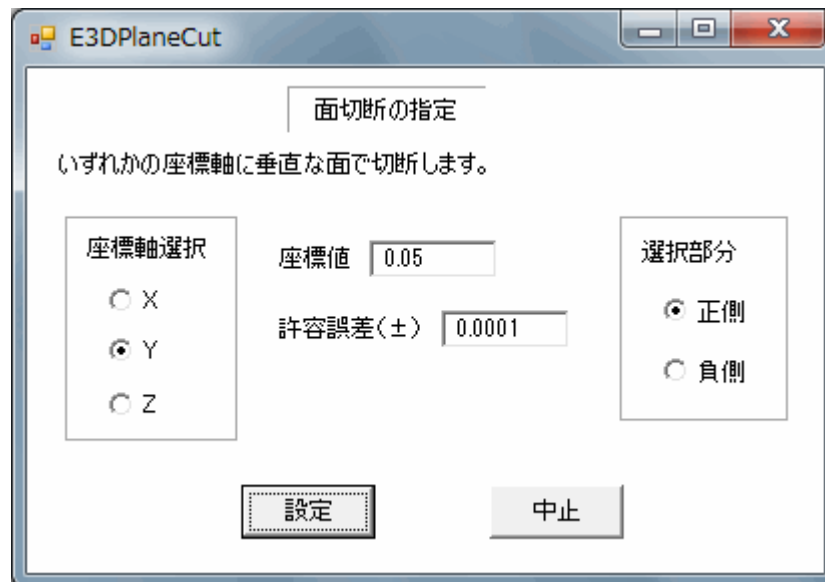 E3DPlaneCut
面切断の指定
いずれかの座標軸に垂直な面で切断します。
座標軸選択
X
Y
Z
座標値 0.05
許容誤差(±) 0.0001
選択部分
正側
負側
設定
中止